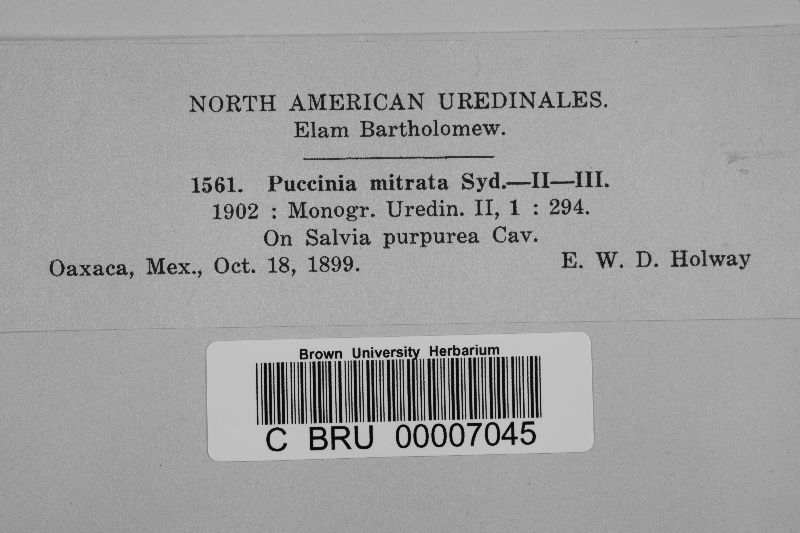 NORTH AMERICAN UREDINALES.
Elam Bartholomew.
1561. Puccinia mitrata Syd.—II—III.
1902 : Monogr. Uredin. II, 1 : 294.
On Salvia purpurea Cav.
Oaxaca, Mex., Oct. 18, 1899. E. W. D. Holway
Brown University Herbarium
C BRU 00007045